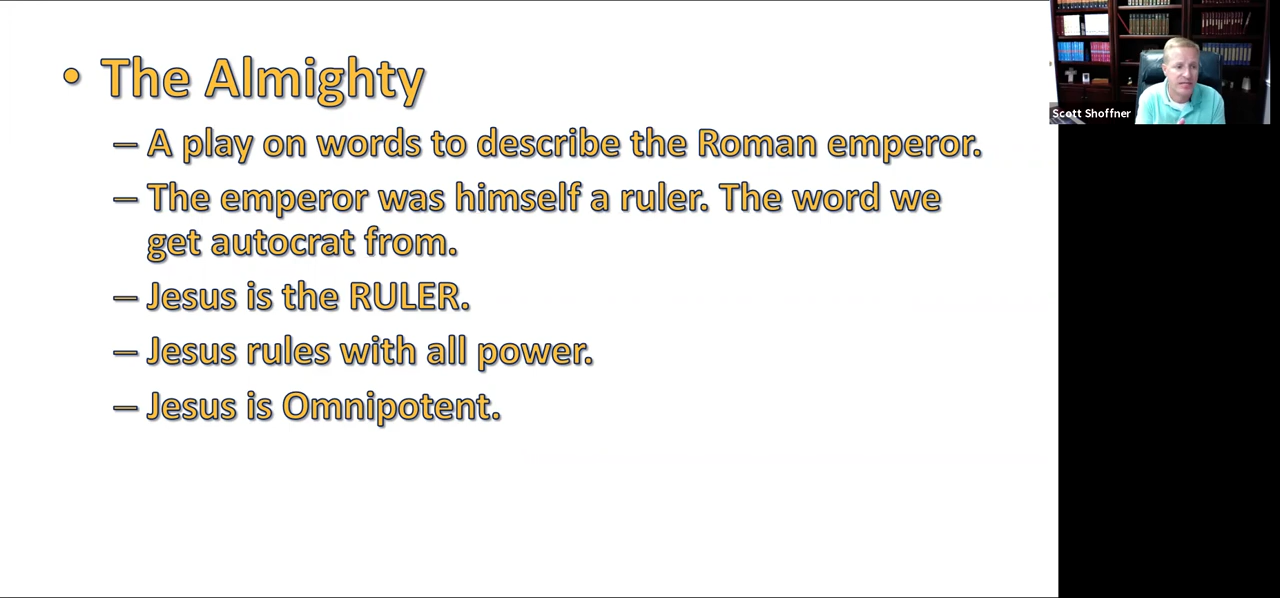 • The Almighty
– A play on words to describe the Roman emperor.
– The emperor was himself a ruler. The word we
get autocrat from.
– Jesus is the RULER.
– Jesus rules with all power.
– Jesus is Omnipotent.
Scott Shoffner